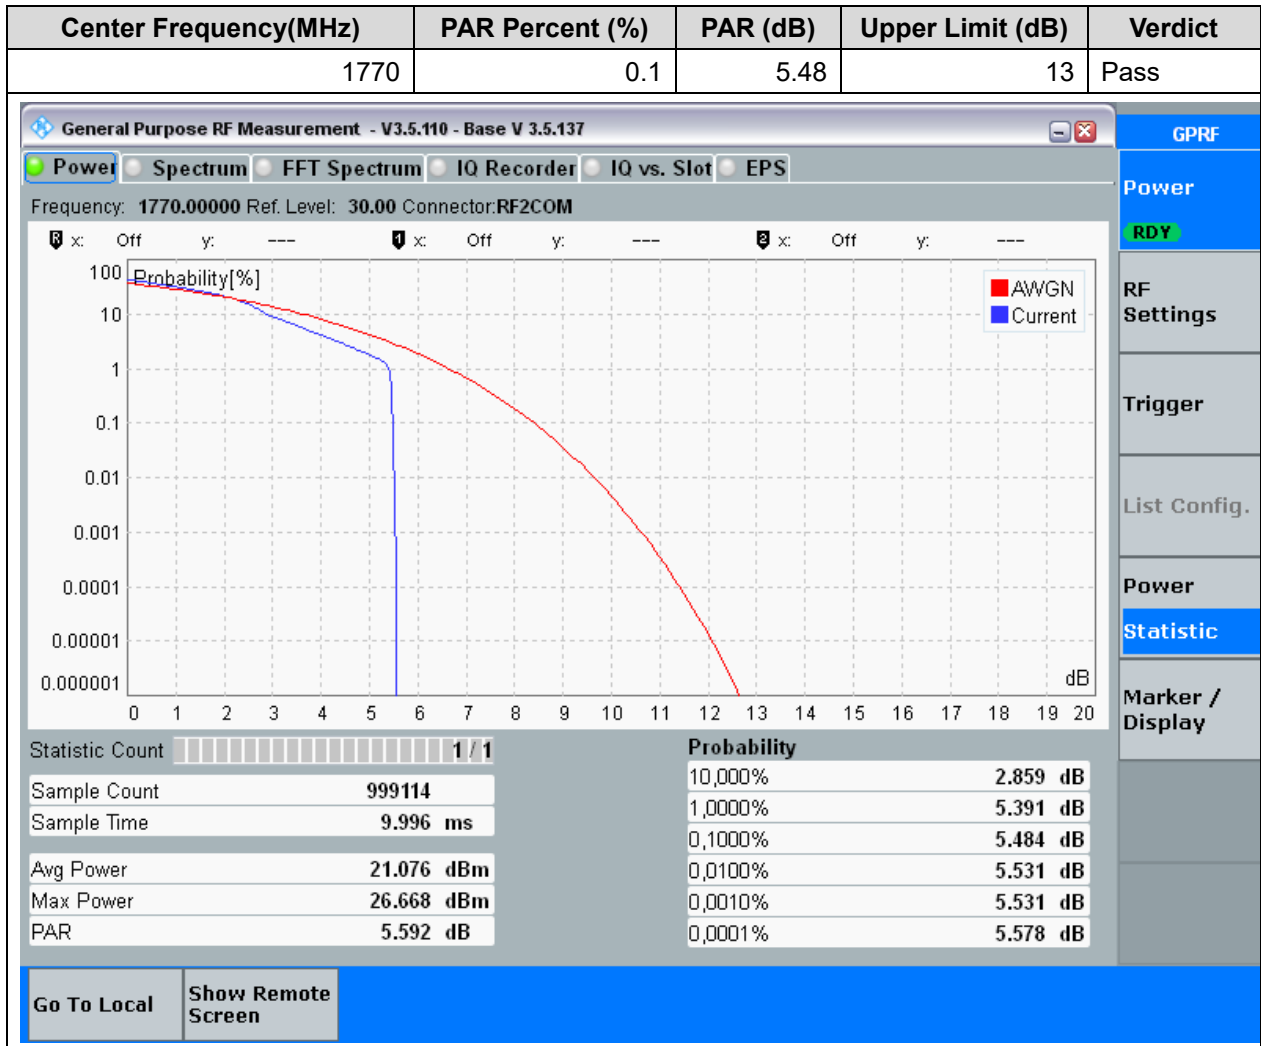 Center Frequency(MHz) PAR Percent (%) PAR (dB) Upper Limit (dB) Verdict
1770 0.1 5.48 13 Pass
General Purpose RF Measurement - V3.5.110 - Base V 3.5.137
GPRF
Power Spectrum FFT Spectrum IQ Recorder IQ vs. Slot EPS
Power
RDY
Frequency: 1770.00000 Ref. Level: 30.00 Connector:RF2COM
R x: Off y: --- 1 x: Off y: --- 2 x: Off y: ---
Probability[%]
AWGN
Current
100
10
1
0.1
0.01
0.001
0.0001
0.00001
0.000001
dB
0 1 2 3 4 5 6 7 8 9 10 11 12 13 14 15 16 17 18 19 20
RF
Settings
Trigger
List Config.
Power
Statistic
Marker /
Display
Statistic Count 1 / 1
Sample Count 999114
Sample Time 9.996 ms
Avg Power 21.076 dBm
Max Power 26.668 dBm
PAR 5.592 dB
Probability
10,000% 2.859 dB
1,0000% 5.391 dB
0,1000% 5.484 dB
0,0100% 5.531 dB
0,0010% 5.531 dB
0,0001% 5.578 dB
Go To Local
Show Remote
Screen